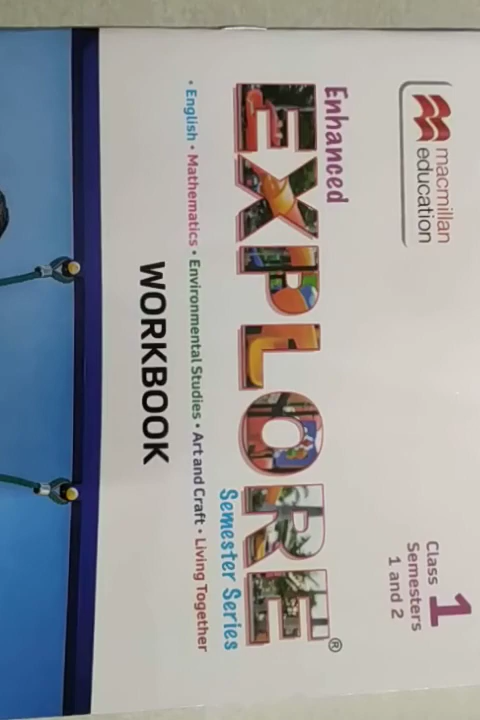 macmillan
education
Class 1
Semesters
1 and 2
Enhanced
EXPLORE®
Semester Series
• English • Mathematics • Environmental Studies • Art and Craft • Living Together
WORKBOOK